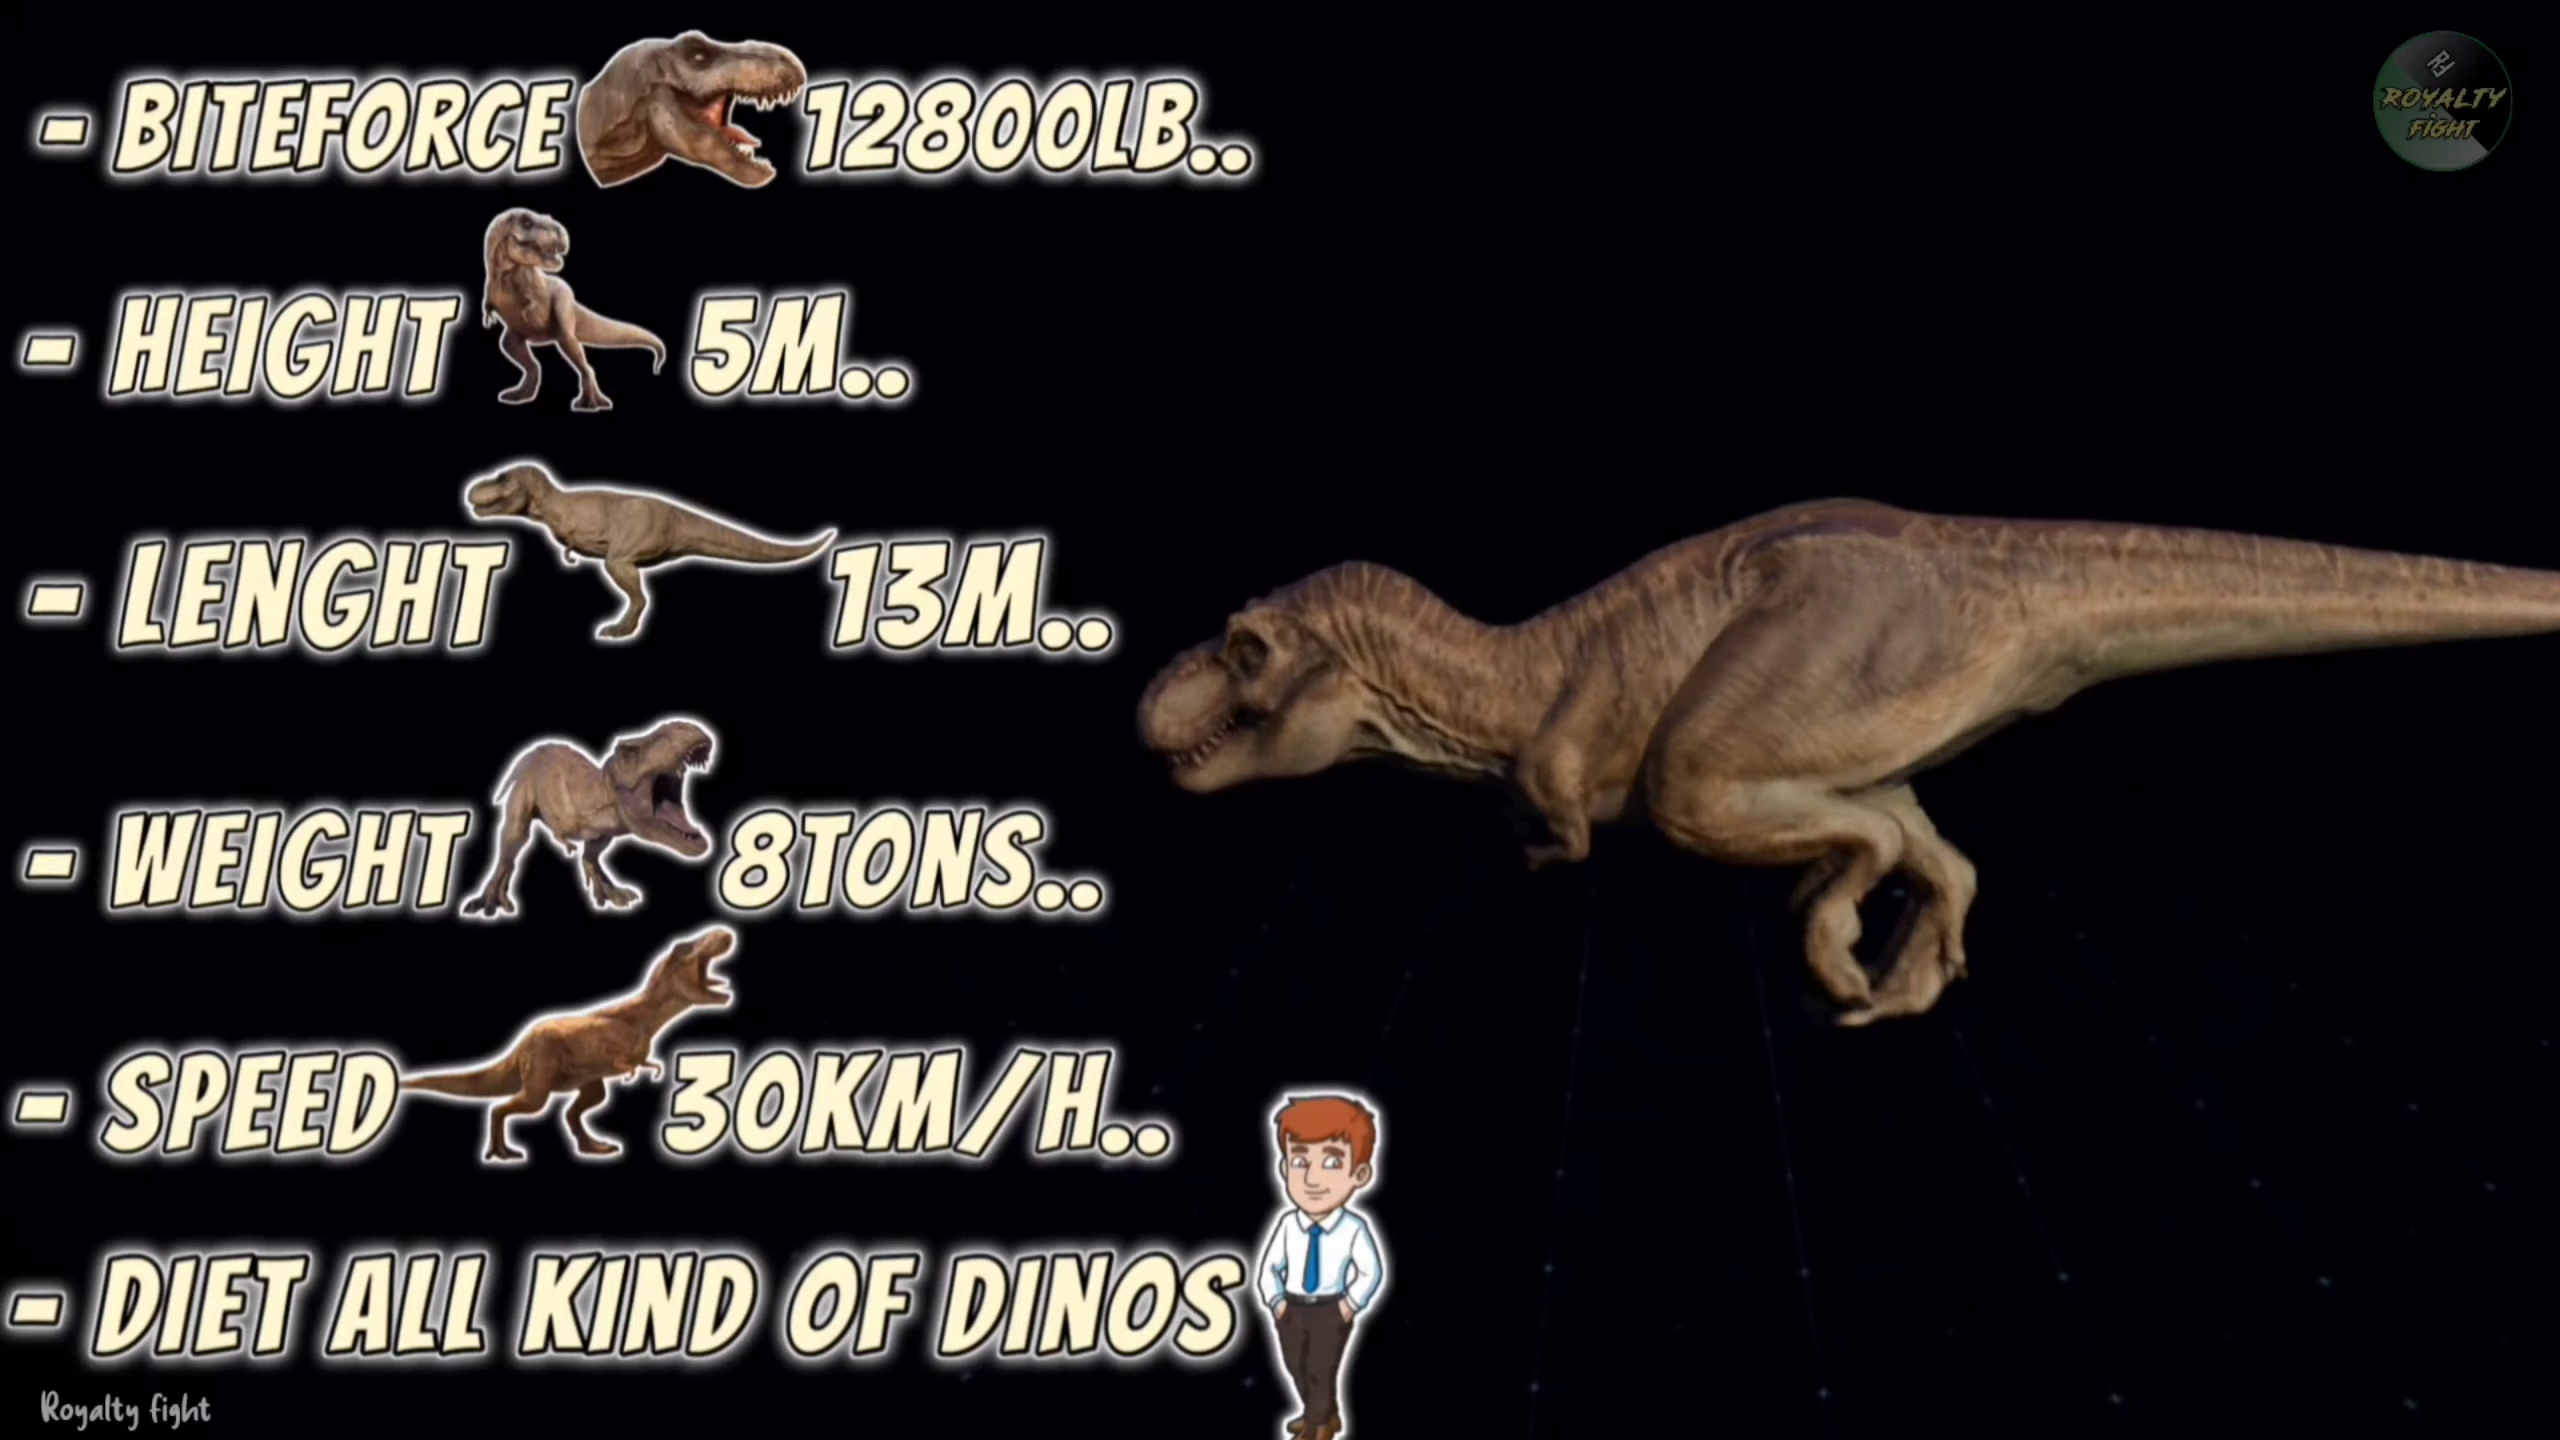 - BITEFORCE 12800LB..
ROYALTY
FIGHT
- HEIGHT 5M..
- LENGHT 13M..
- WEIGHT 8TONS..
- SPEED 30KM/H..
- DIET ALL KIND OF DINOS
Royalty fight